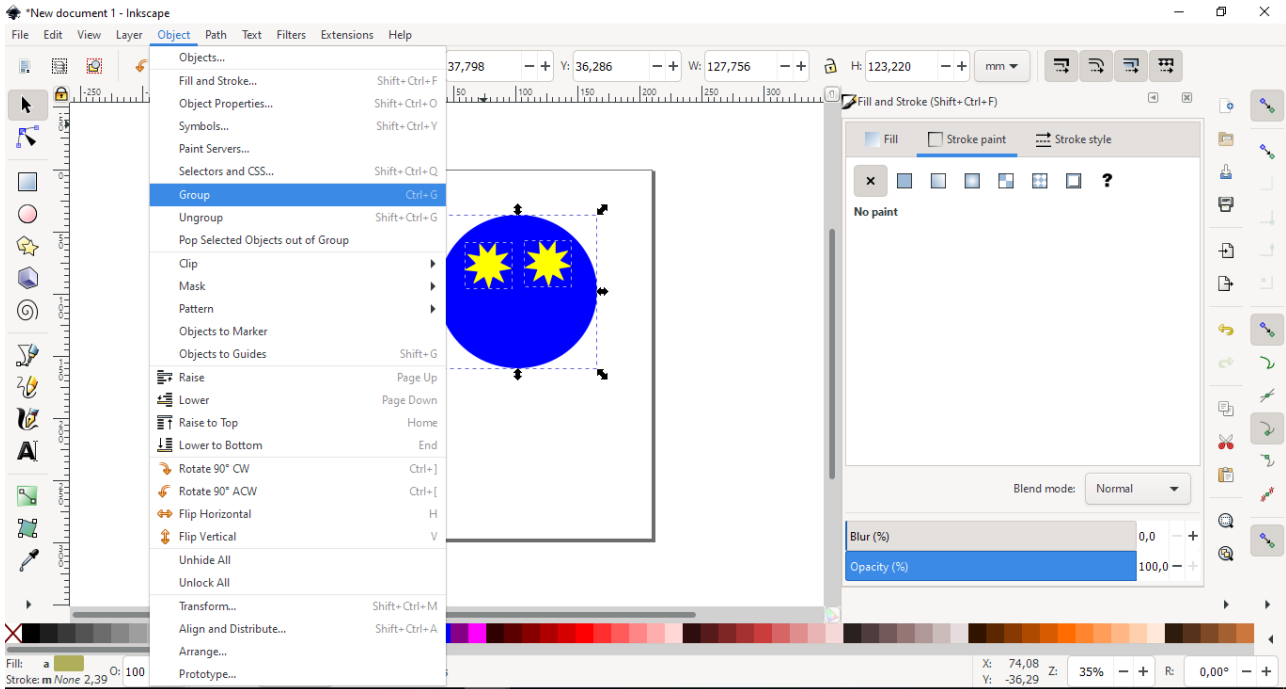 *New document 1 - Inkscape
File Edit View Layer Object Path Text Filters Extensions Help
37,798 Y: 36,286 W: 127,756 H: 123,220 mm
Objects...
Fill and Stroke... Shift+Ctrl+F
Object Properties... Shift+Ctrl+O
Symbols... Shift+Ctrl+Y
Paint Servers...
Selectors and CSS... Shift+Ctrl+Q
Group Ctrl+G
Ungroup Shift+Ctrl+G
Pop Selected Objects out of Group
Clip
Mask
Pattern
Objects to Marker
Objects to Guides Shift+G
Raise Page Up
Lower Page Down
Raise to Top Home
Lower to Bottom End
Rotate 90° CW Ctrl+]
Rotate 90° ACW Ctrl+[
Flip Horizontal H
Flip Vertical V
Unhide All
Unlock All
Transform... Shift+Ctrl+M
Align and Distribute... Shift+Ctrl+A
Arrange...
Prototype...
-250 50 100 150 200 250 300
Fill and Stroke (Shift+Ctrl+F)
Fill Stroke paint Stroke style
?
No paint
Blend mode: Normal
Blur (%) 0,0
Opacity (%) 100,0
Fill: a
Stroke: m None 2,39 O: 100
X: 74,08
Y: -36,29
Z: 35% R: 0,00°